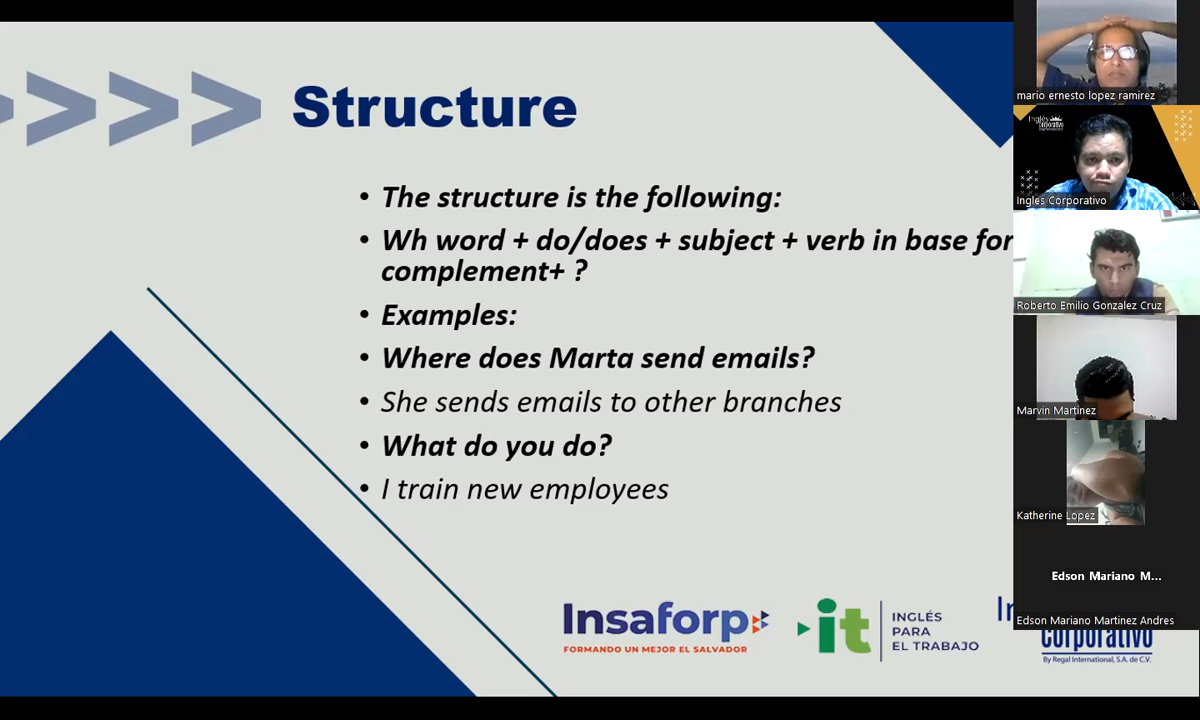 Structure
• The structure is the following:
• Wh word + do/does + subject + verb in base for
complement+ ?
• Examples:
• Where does Marta send emails?
• She sends emails to other branches
• What do you do?
• I train new employees
Insaforp
FORMANDO UN MEJOR EL SALVADOR
it
INGLÉS
PARA
EL TRABAJO
corporativo
By Regal International, S.A. de C.V.
mario ernesto lopez ramirez
Inglés
Corporativo
Ingles Corporativo
Roberto Emilio Gonzalez Cruz
Marvin Martinez
Katherine Lopez
Edson Mariano M...
Edson Mariano Martinez Andres